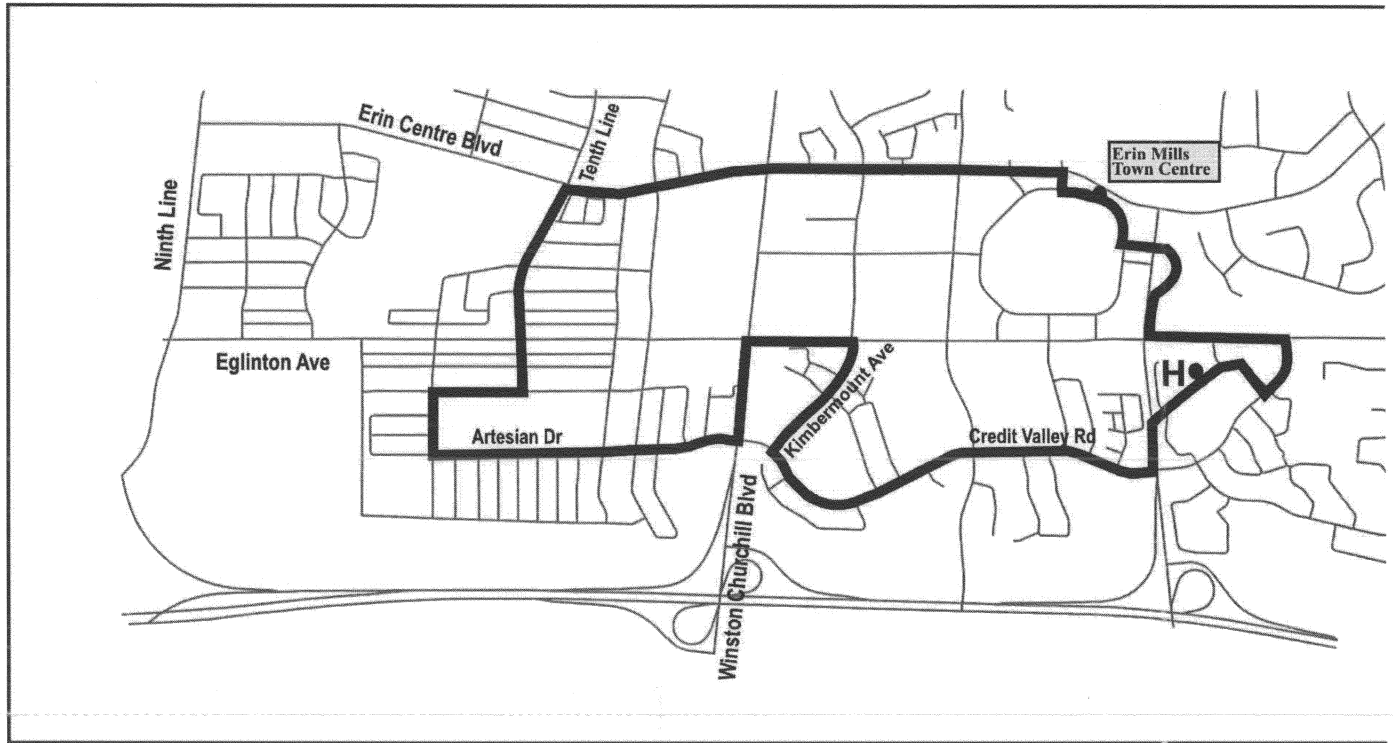 Erin Centre Blvd
Tenth Line
Erin Mills
Town Centre
Ninth Line
Eglinton Ave
H
Kimbermount Ave
Artesian Dr
Credit Valley Rd
Winston Churchill Blvd